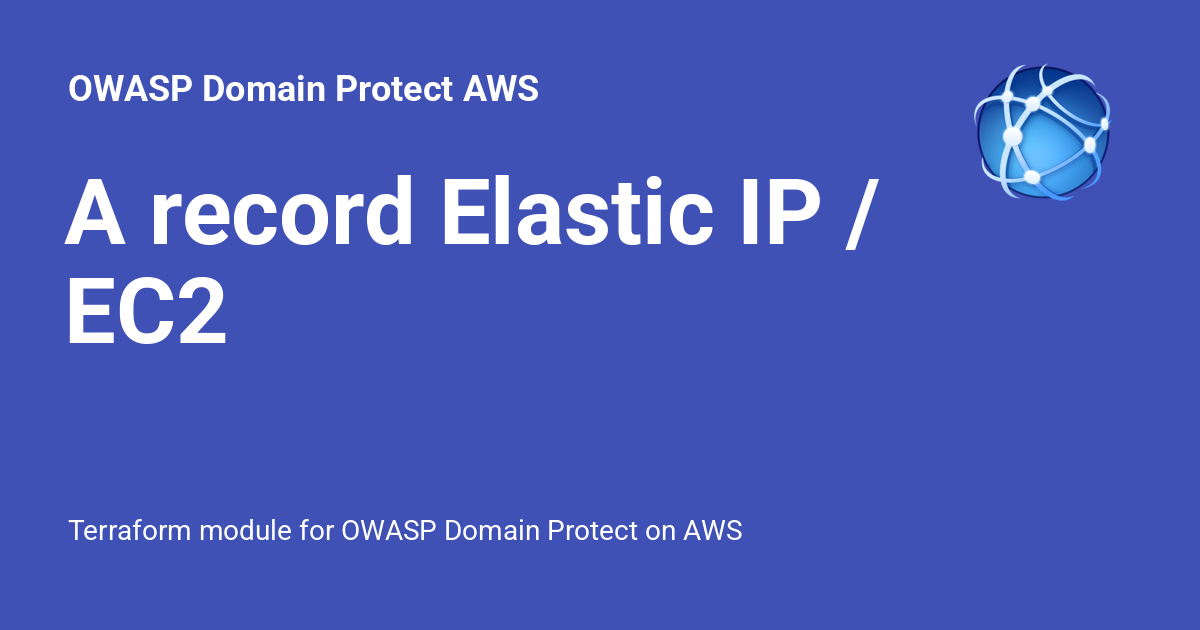 OWASP Domain Protect AWS
A record Elastic IP /
EC2
Terraform module for OWASP Domain Protect on AWS